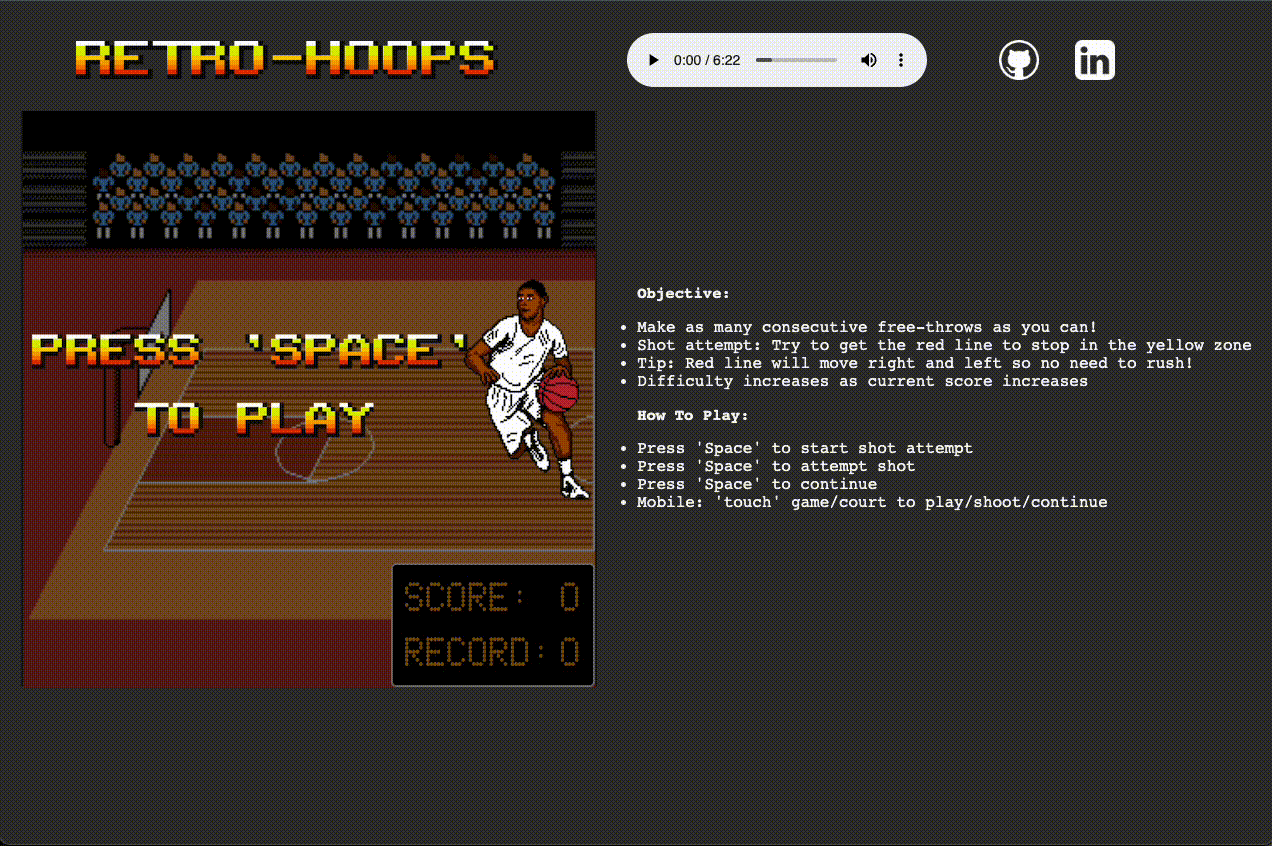 RETRO-HOOPS
0:00 / 6:22
in
PRESS 'SPACE'
TO PLAY
SCORE: 0
RECORD: 0
Objective:
• Make as many consecutive free-throws as you can!
• Shot attempt: Try to get the red line to stop in the yellow zone
• Tip: Red line will move right and left so no need to rush!
• Difficulty increases as current score increases
How To Play:
• Press 'Space' to start shot attempt
• Press 'Space' to attempt shot
• Press 'Space' to continue
• Mobile: 'touch' game/court to play/shoot/continue